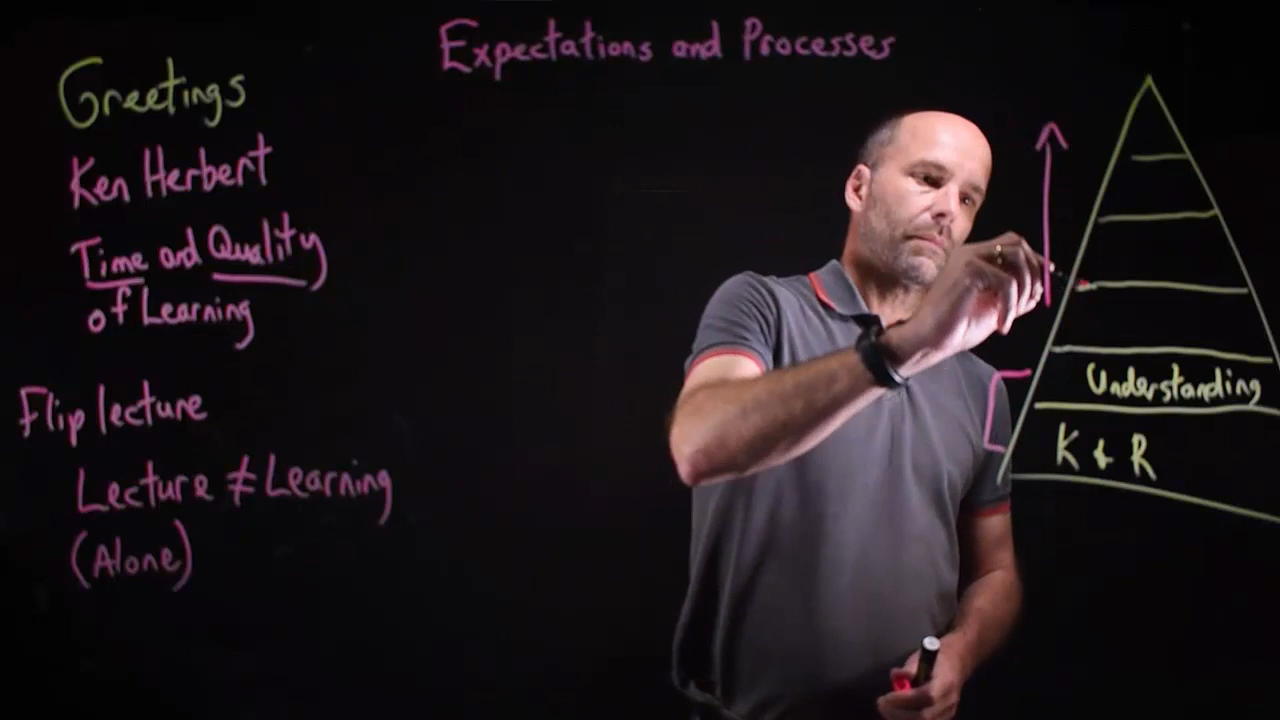 Expectations and Processes
Greetings
Ken Herbert
Time and Quality
of Learning
Flip lecture
Lecture ≠ Learning
(Alone)
Understanding
K & R